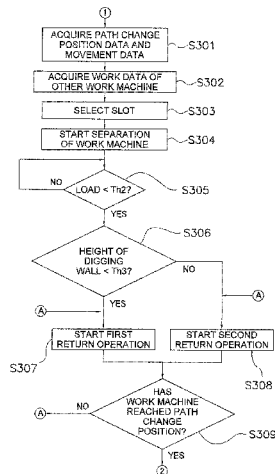 1
ACQUIRE PATH CHANGE
POSITION DATA AND
MOVEMENT DATA
S301
ACQUIRE WORK DATA OF
OTHER WORK MACHINE
S302
SELECT SLOT
S303
START SEPARATION
OF WORK MACHINE
S304
LOAD < Th2?
S305
NO
YES
HEIGHT OF
DIGGING
WALL < Th3?
S306
NO
YES
A
A
START FIRST
RETURN OPERATION
S307
START SECOND
RETURN OPERATION
S308
HAS
WORK MACHINE
REACHED PATH
CHANGE
POSITION?
S309
A
NO
YES
2